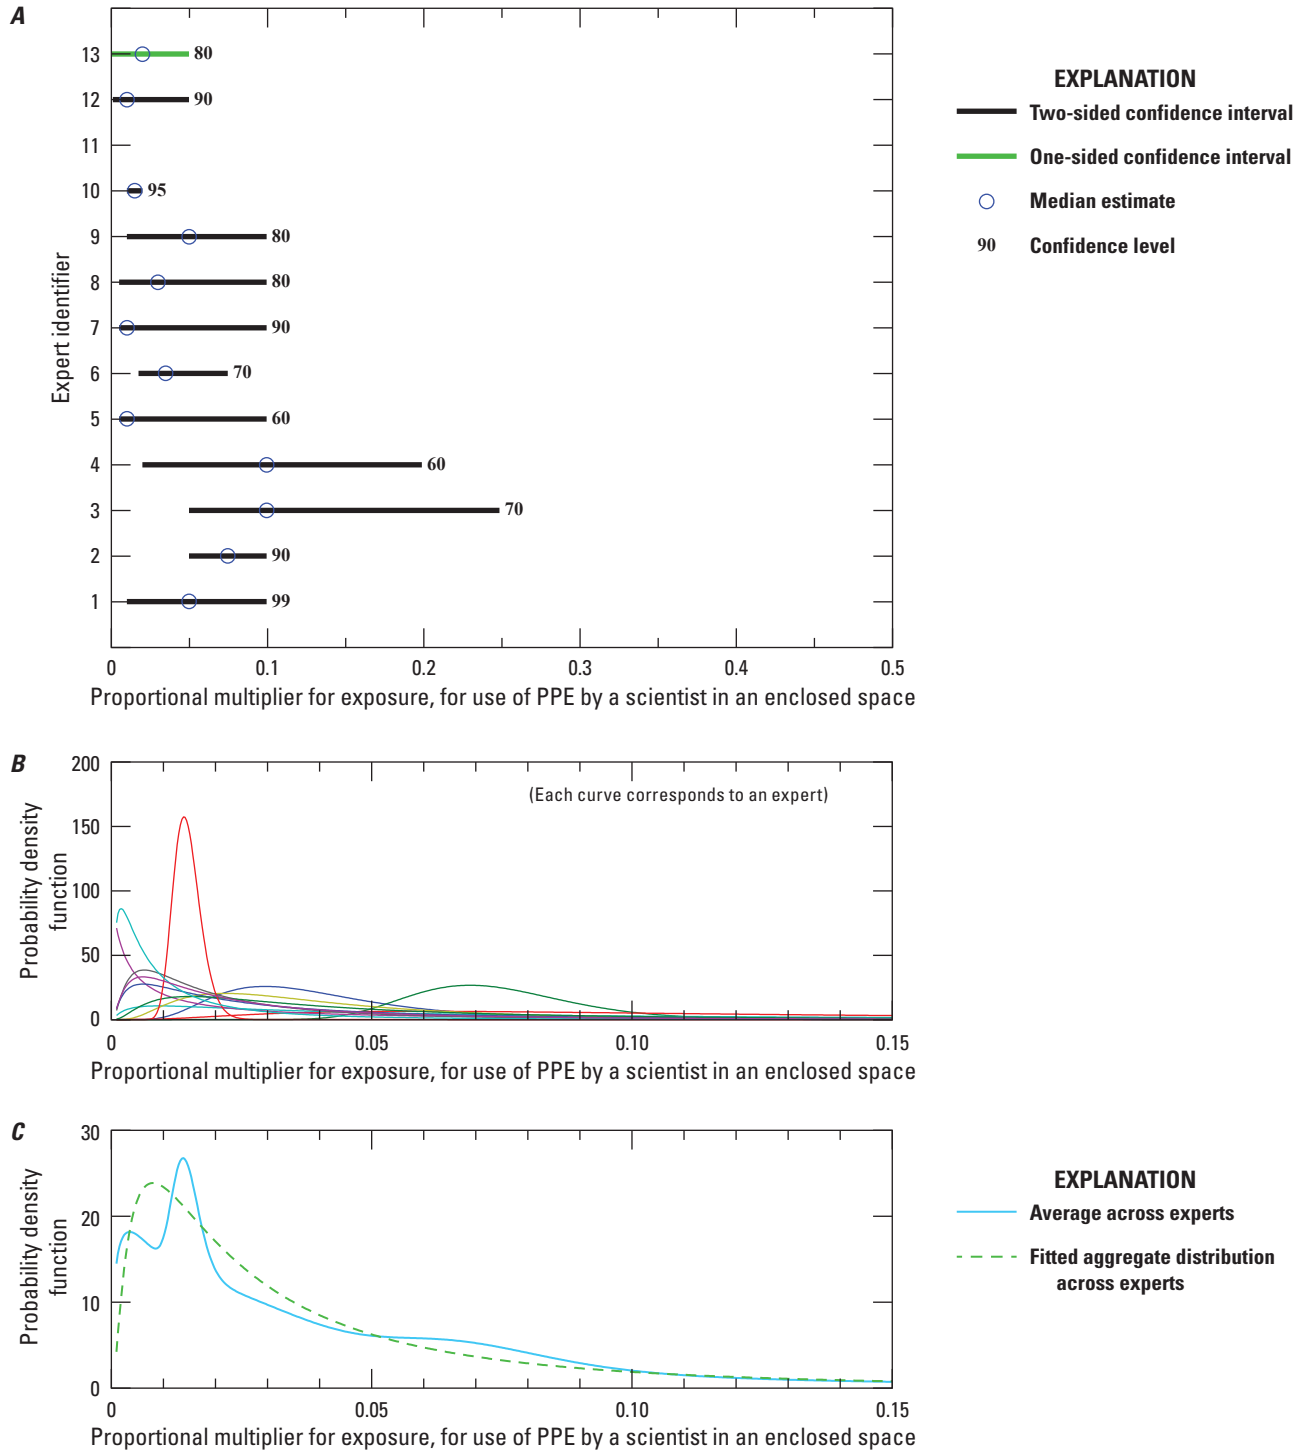 A
13
12
11
10
9
8
7
6
5
4
3
2
1
Expert identifier
80
90
95
80
80
90
70
60
60
70
90
99
0
0.1
0.2
0.3
0.4
0.5
Proportional multiplier for exposure, for use of PPE by a scientist in an enclosed space
EXPLANATION
Two-sided confidence interval
One-sided confidence interval
Median estimate
90 Confidence level
B
200
150
100
50
0
Probability density
function
(Each curve corresponds to an expert)
0
0.05
0.10
0.15
Proportional multiplier for exposure, for use of PPE by a scientist in an enclosed space
C
30
20
10
0
Probability density
function
0
0.05
0.10
0.15
Proportional multiplier for exposure, for use of PPE by a scientist in an enclosed space
EXPLANATION
Average across experts
Fitted aggregate distribution
across experts